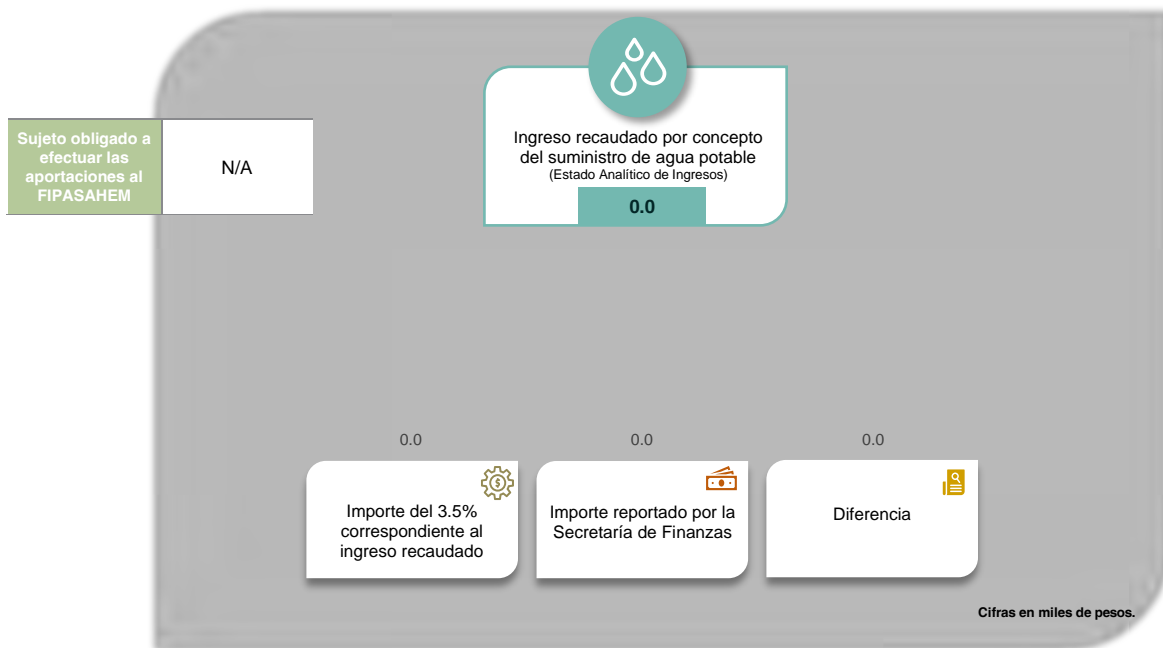 Sujeto obligado a
efectuar las
aportaciones al
FIPASAHEM
N/A
Ingreso recaudado por concepto
del suministro de agua potable
(Estado Analítico de Ingresos)
0.0
0.0
0.0
0.0
Importe del 3.5%
correspondiente al
ingreso recaudado
Importe reportado por la
Secretaría de Finanzas
Diferencia
Cifras en miles de pesos.